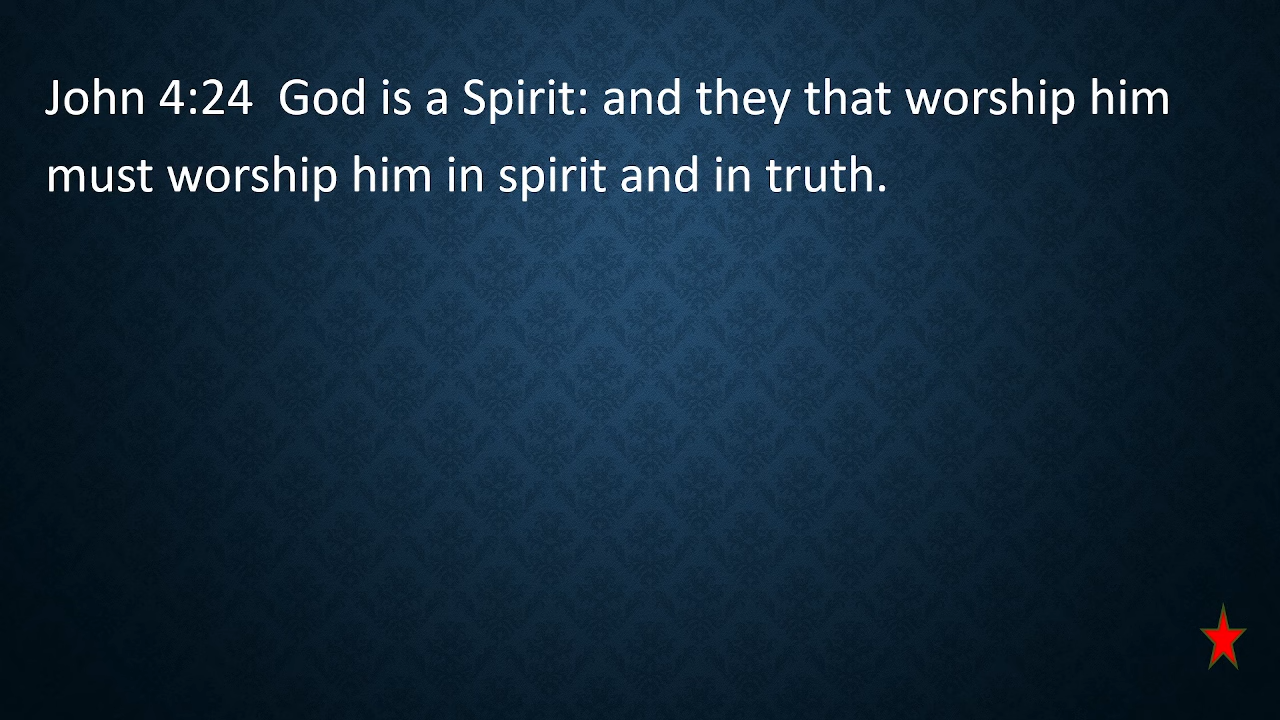 John 4:24  God is a Spirit: and they that worship him
must worship him in spirit and in truth.